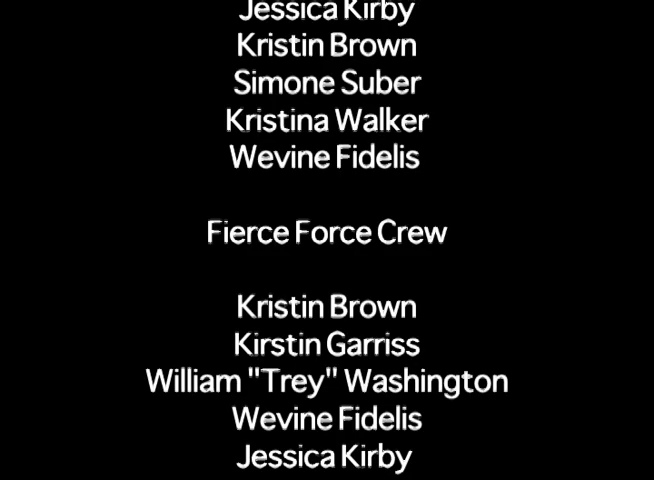 Jessica Kirby
Kristin Brown
Simone Suber
Kristina Walker
Wevine Fidelis
Fierce Force Crew
Kristin Brown
Kirstin Garriss
William "Trey" Washington
Wevine Fidelis
Jessica Kirby